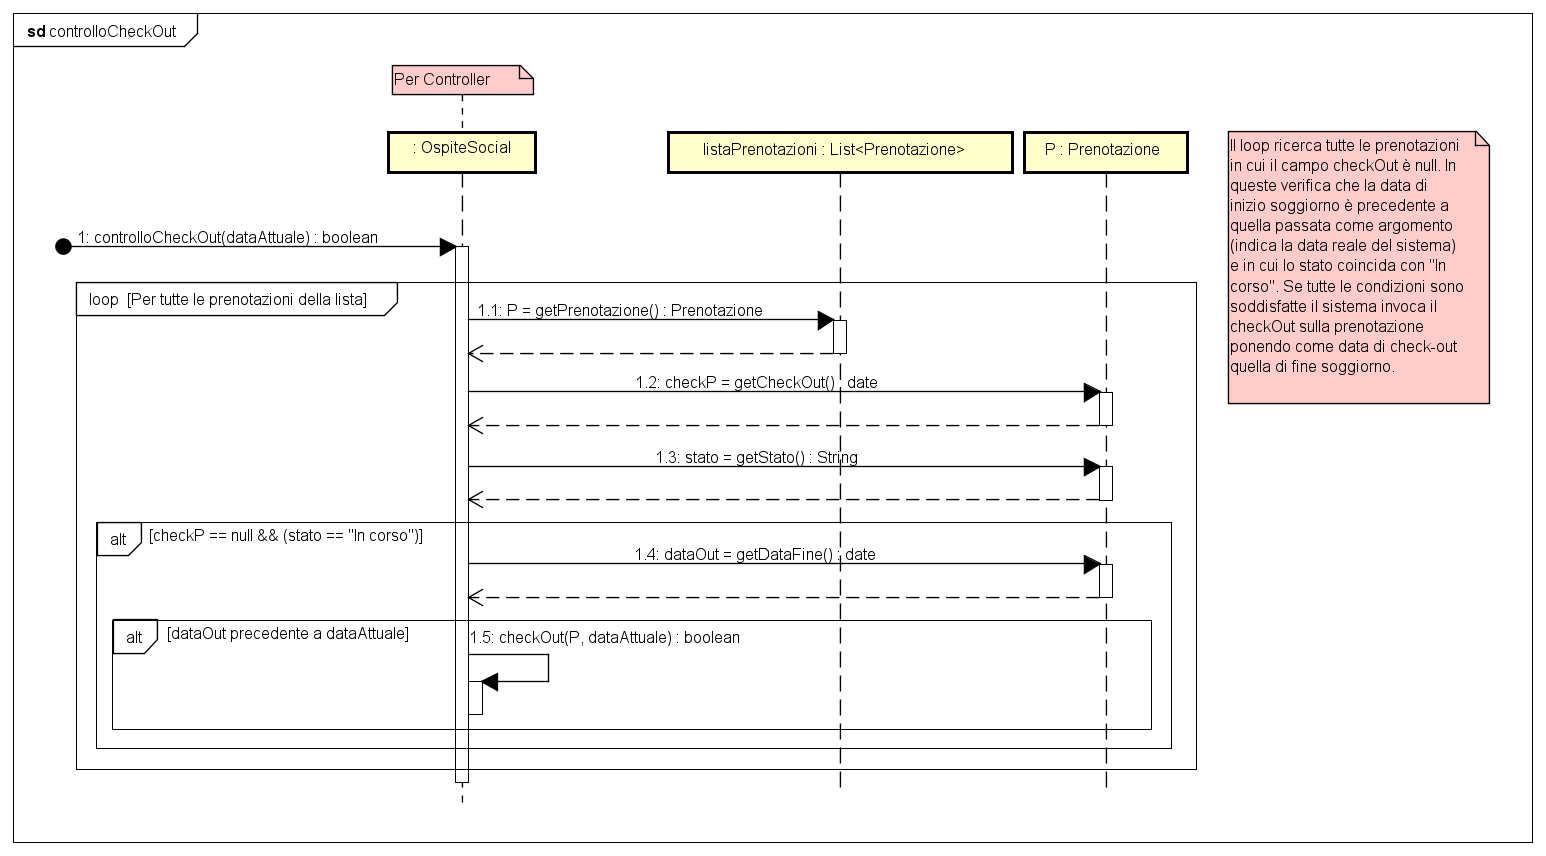 sd controlloCheckOut
Per Controller
: OspiteSocial
listaPrenotazioni : List<Prenotazione>
P : Prenotazione
Il loop ricerca tutte le prenotazioni
in cui il campo checkOut è null. In
queste verifica che la data di
inizio soggiorno è precedente a
quella passata come argomento
(indica la data reale del sistema)
e in cui lo stato coincida con "In
corso". Se tutte le condizioni sono
soddisfatte il sistema invoca il
checkOut sulla prenotazione
ponendo come data di check-out
quella di fine soggiorno.
1: controlloCheckOut(dataAttuale) : boolean
loop [Per tutte le prenotazioni della lista]
1.1: P = getPrenotazione() : Prenotazione
1.2: checkP = getCheckOut() : date
1.3: stato = getStato() : String
alt [checkP == null && (stato == "In corso")]
1.4: dataOut = getDataFine() : date
alt [dataOut precedente a dataAttuale]
1.5: checkOut(P, dataAttuale) : boolean